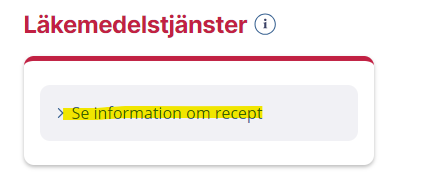 Läkemedelstjänster
Se information om recept